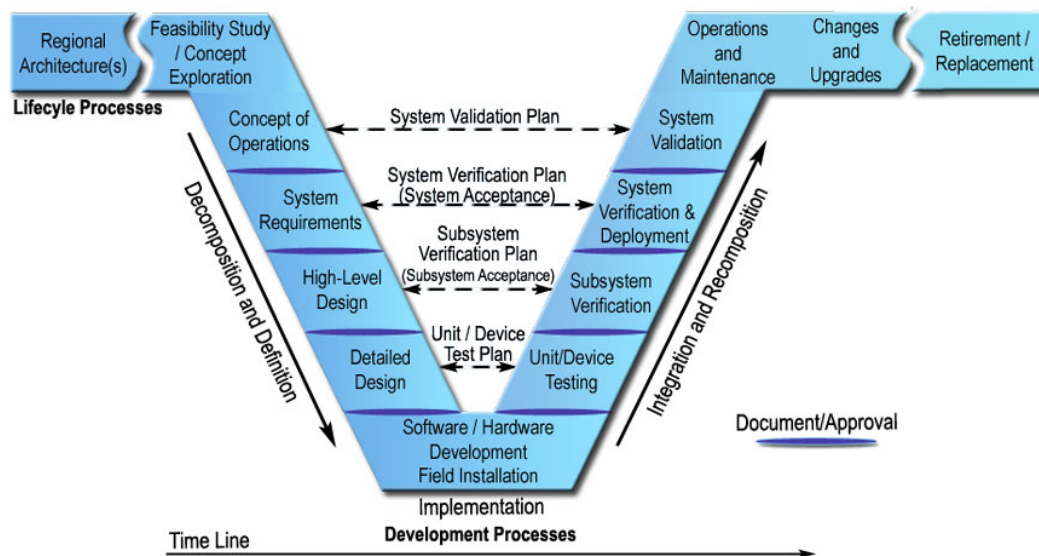 Regional
Architecture(s)
Feasibility Study
/ Concept
Exploration
Operations
and
Maintenance
Changes
and
Upgrades
Retirement /
Replacement
Lifecyle Processes
Concept of
Operations
System Validation Plan
System
Validation
System
Requirements
System Verification Plan
(System Acceptance)
System
Verification &
Deployment
High-Level
Design
Subsystem
Verification Plan
(Subsystem Acceptance)
Subsystem
Verification
Detailed
Design
Unit / Device
Test Plan
Unit/Device
Testing
Decomposition and Definition
Integration and Recomposition
Software / Hardware
Development
Field Installation
Document/Approval
Implementation
Development Processes
Time Line